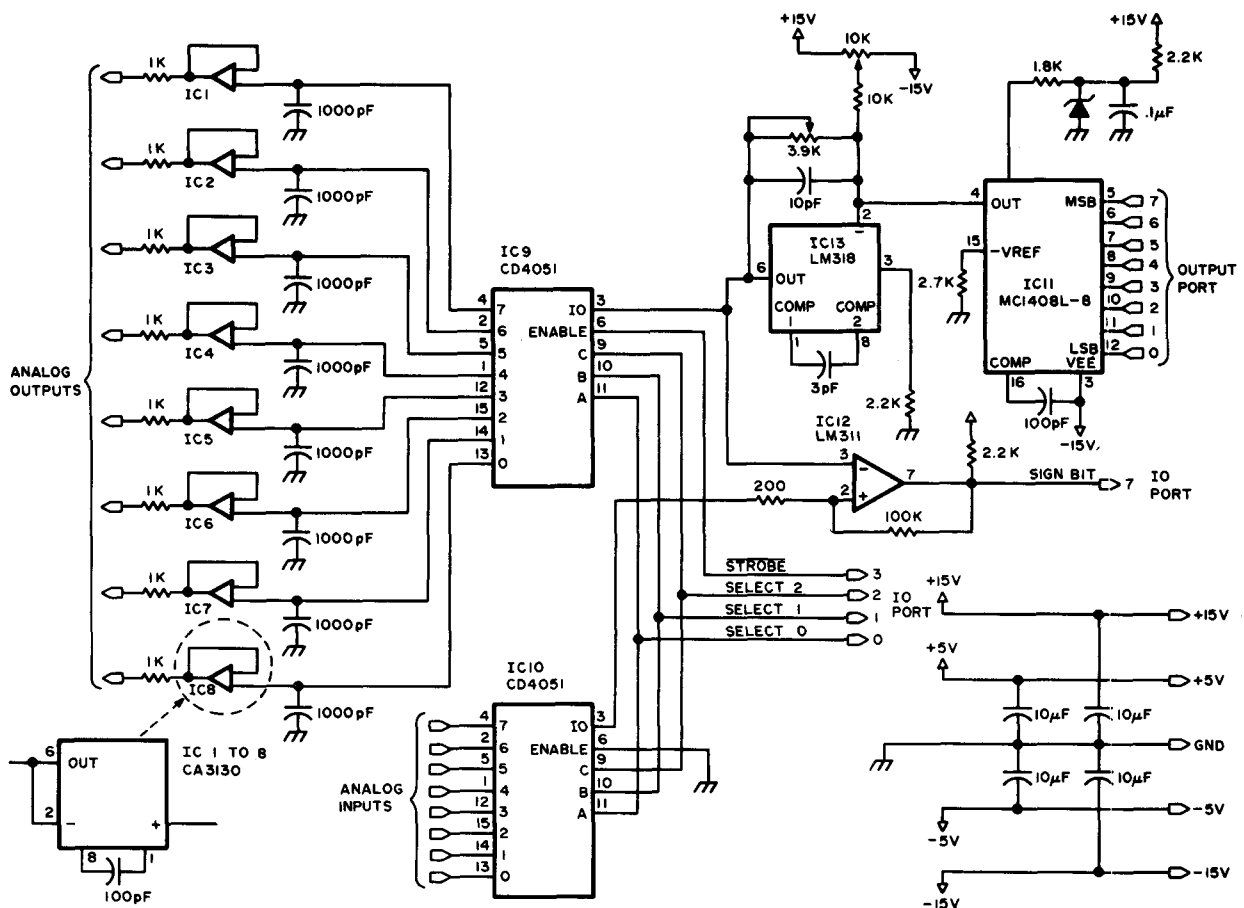 1K
IC1
1000pF
1K
IC2
1000pF
1K
IC3
1000pF
1K
IC4
1000pF
1K
IC5
1000pF
1K
IC6
1000pF
1K
IC7
1000pF
1K
IC8
1000pF
ANALOG
OUTPUTS
IC 1 TO 8
CA3130
6
OUT
2
-
+
8
1
100pF
IC9
CD4051
4
7
2
6
5
5
1
4
12
3
15
2
14
1
13
0
IO
3
ENABLE
6
C
9
B
10
A
11
IC10
CD4051
ANALOG
INPUTS
4
7
2
6
5
5
1
4
12
3
15
2
14
1
13
0
IO
3
ENABLE
6
C
9
B
10
A
11
+15V
10K
-15V
10K
3.9K
10pF
2
-
IC13
LM318
6
OUT
3
COMP
COMP
1
2
8
3pF
2.2K
+15V
2.2K
1.8K
.1μF
4
OUT
MSB
5
7
6
6
15
-VREF
7
5
8
4
IC11
MC1408L-8
9
3
10
2
11
1
LSB
12
0
VEE
COMP
16
3
2.7K
100pF
-15V
OUTPUT
PORT
IC12
LM311
3
-
2
+
7
200
100K
2.2K
SIGN BIT
7
IO
PORT
STROBE
3
SELECT 2
2
SELECT 1
1
SELECT 0
0
IO
PORT
+15V
+15V
+5V
+5V
10μF
10μF
GND
10μF
10μF
-5V
-5V
-15V
-15V